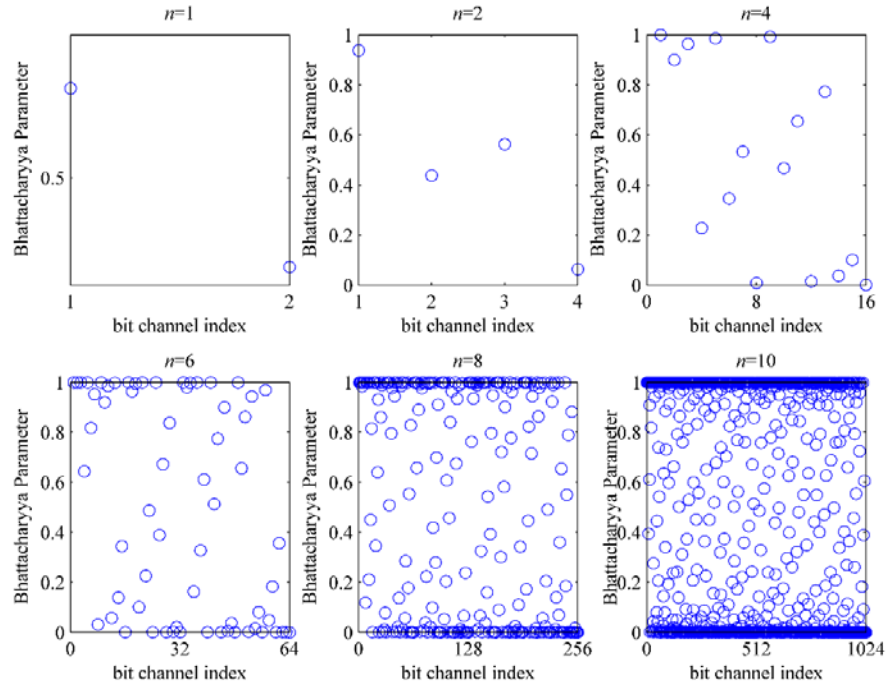 n=1
Bhattacharyya Parameter
0.5
1
2
bit channel index
n=2
Bhattacharyya Parameter
1
0.8
0.6
0.4
0.2
0
1
2
3
4
bit channel index
n=4
Bhattacharyya Parameter
1
0.8
0.6
0.4
0.2
0
0
8
16
bit channel index
n=6
Bhattacharyya Parameter
1
0.8
0.6
0.4
0.2
0
0
32
64
bit channel index
n=8
Bhattacharyya Parameter
1
0.8
0.6
0.4
0.2
0
0
128
256
bit channel index
n=10
Bhattacharyya Parameter
1
0.8
0.6
0.4
0.2
0
0
512
1024
bit channel index